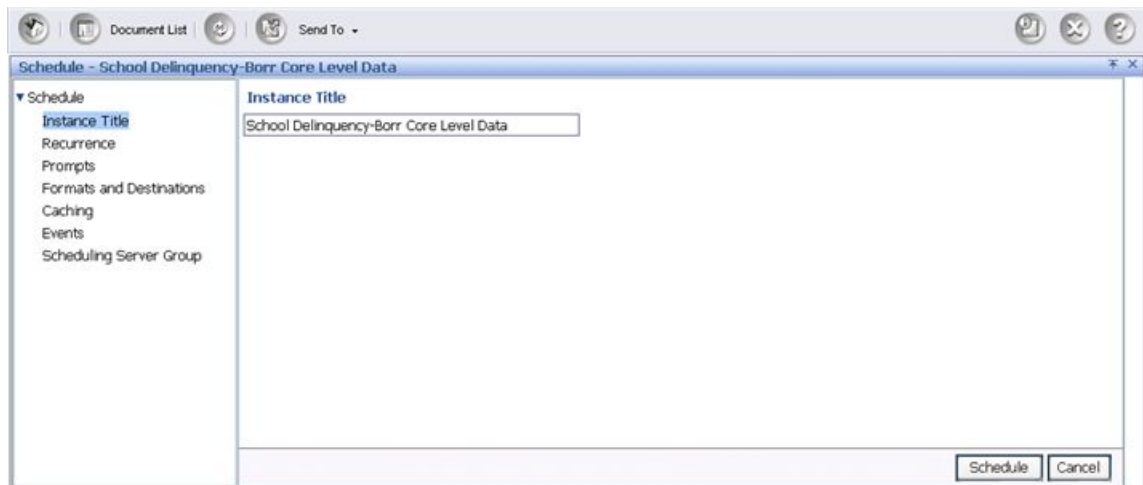 Document List Send To
Schedule - School Delinquency-Borr Core Level Data
Schedule
Instance Title
Recurrence
Prompts
Formats and Destinations
Caching
Events
Scheduling Server Group
Instance Title
School Delinquency-Borr Core Level Data
Schedule Cancel